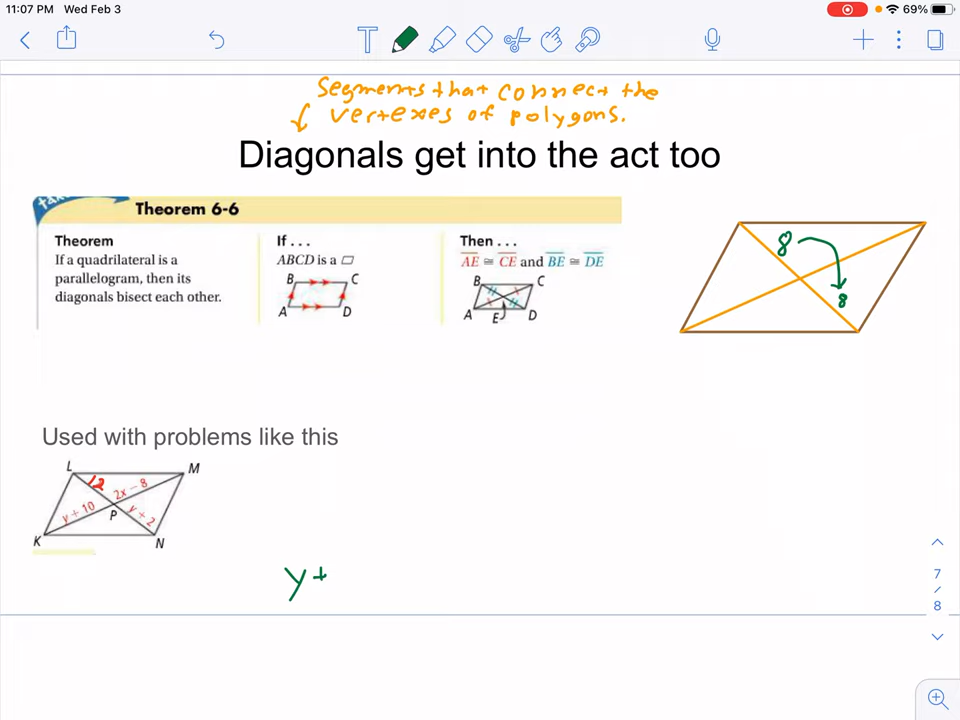 11:07 PM Wed Feb 3
69%
T
Segments that connect the
vertexes of polygons.
Diagonals get into the act too
Theorem 6-6
Theorem
If a quadrilateral is a
parallelogram, then its
diagonals bisect each other.
If . . .
ABCD is a ▱
B C
A D
Then . . .
AE ≅ CE and BE ≅ DE
B C
A E D
8
8
Used with problems like this
L M
12 2x − 8
y + 10 P y + 2
K N
y +
7
/
8